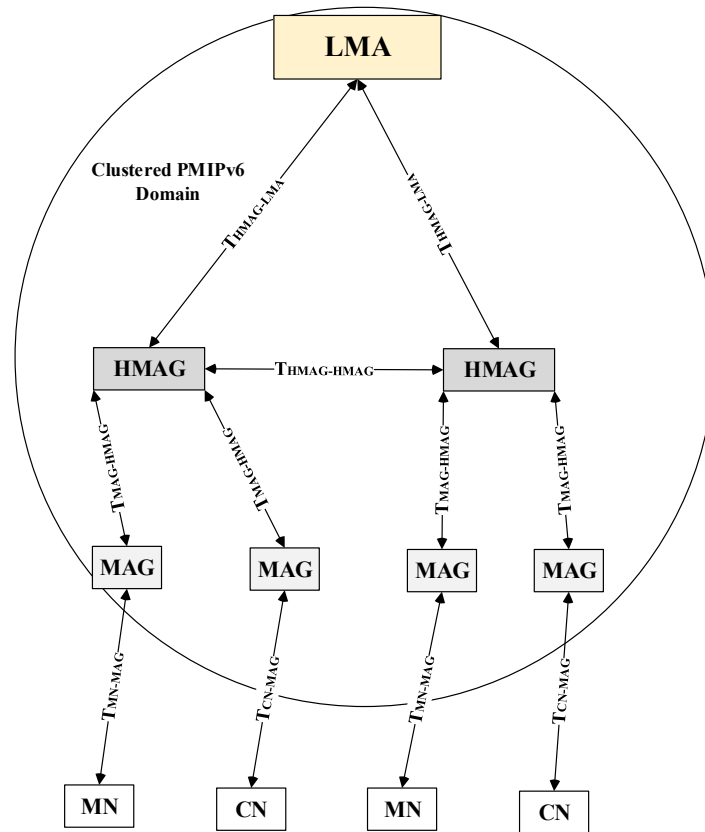 LMA
Clustered PMIPv6
Domain
THMAG-LMA
THMAG-LMA
HMAG
THMAG-HMAG
HMAG
TMAG-HMAG
TMAG-HMAG
TMAG-HMAG
TMAG-HMAG
MAG
MAG
MAG
MAG
TMN-MAG
TCN-MAG
TMN-MAG
TCN-MAG
MN
CN
MN
CN